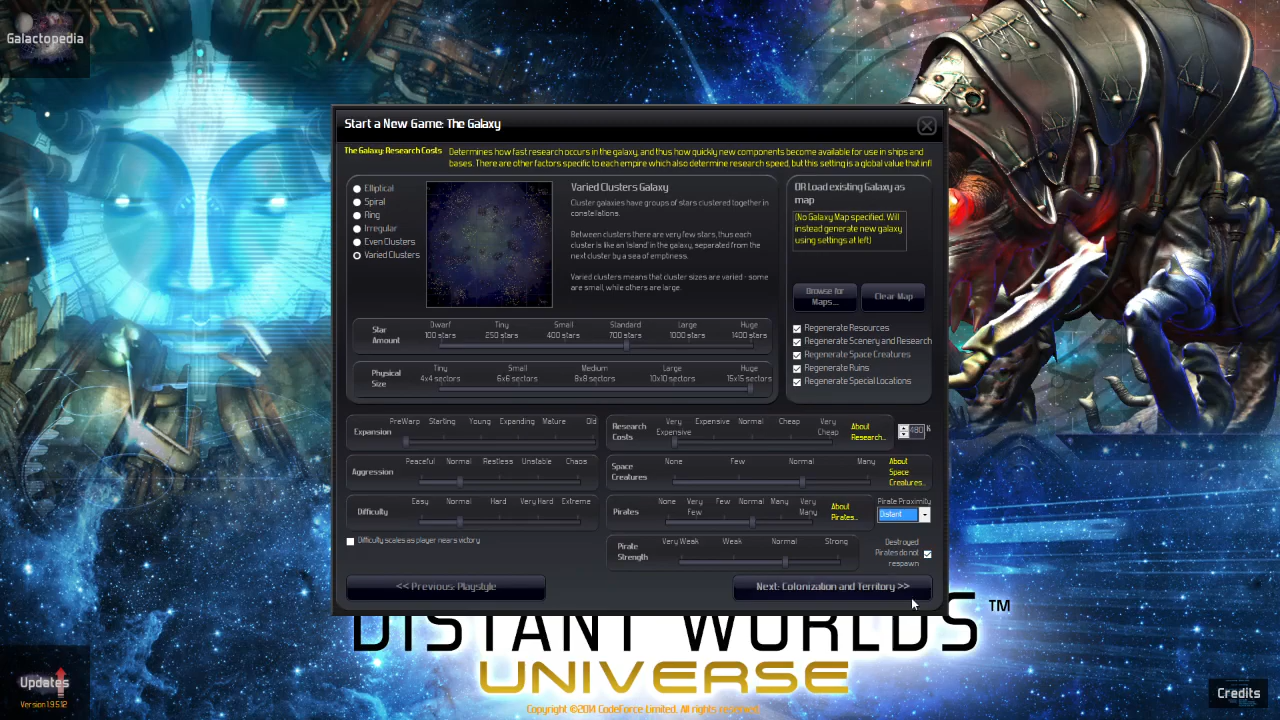 Galactopedia
Start a New Game: The Galaxy
The Galaxy: Research Costs
Determines how fast research occurs in the galaxy, and thus how quickly new components become available for use in ships and
bases. There are other factors specific to each empire which also determine research speed, but this setting is a global value that infl
Elliptical
Spiral
Ring
Irregular
Even Clusters
Varied Clusters
Varied Clusters Galaxy
Cluster galaxies have groups of stars clustered together in
constellations.
Between clusters there are very few stars, thus each
cluster is like an 'island' in the galaxy, separated from the
next cluster by a sea of emptiness.
Varied clusters means that cluster sizes are varied - some
are small, while others are large.
OR Load existing Galaxy as
map
(No Galaxy Map specified. Will
instead generate new galaxy
using settings at left)
Browse for
Maps...
Clear Map
Regenerate Resources
Regenerate Scenery and Research
Regenerate Space Creatures
Regenerate Ruins
Regenerate Special Locations
Star
Amount
Dwarf Tiny Small Standard Large Huge
100 stars 250 stars 400 stars 700 stars 1000 stars 1400 stars
Physical
Size
Tiny Small Medium Large Huge
4x4 sectors 6x6 sectors 8x8 sectors 10x10 sectors 15x15 sectors
Expansion
PreWarp Starting Young Expanding Mature Old
Research
Costs
Very
Expensive
Expensive Normal Cheap Very
Cheap
About
Research...
480 K
Aggression
Peaceful Normal Restless Unstable Chaos
Space
Creatures
None Few Normal Many
About
Space
Creatures...
Difficulty
Easy Normal Hard Very Hard Extreme
Pirates
None Very
Few
Few Normal Many Very
Many
About
Pirates...
Pirate Proximity
Distant
Difficulty scales as player nears victory
Pirate
Strength
Very Weak Weak Normal Strong
Destroyed
Pirates do not
respawn
<< Previous: Playstyle
Next: Colonization and Territory >>
DISTANT WORLDS™
UNIVERSE
Updates
Version 1.9.5.12
Credits
Copyright ©2014 CodeForce Limited. All rights reserved.